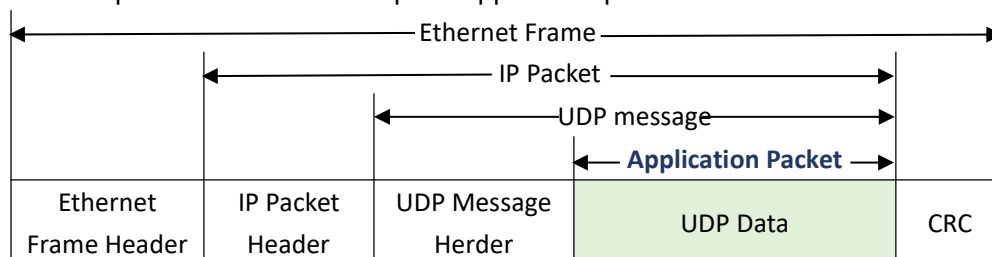 Ethernet Frame
IP Packet
UDP message
Application Packet
Ethernet
Frame Header
IP Packet
Header
UDP Message
Herder
UDP Data
CRC